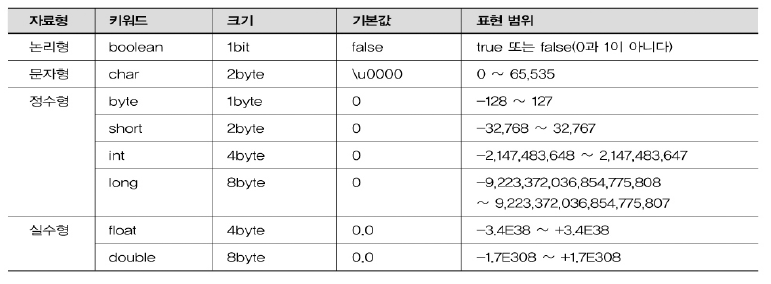 자료형 키워드 크기 기본값 표현 범위
논리형 boolean 1bit false true 또는 false(0과 1이 아니다)
문자형 char 2byte \u0000 0 ~ 65,535
정수형 byte 1byte 0 -128 ~ 127
short 2byte 0 -32,768 ~ 32,767
int 4byte 0 -2,147,483,648 ~ 2,147,483,647
long 8byte 0 -9,223,372,036,854,775,808
~ 9,223,372,036,854,775,807
실수형 float 4byte 0.0 -3.4E38 ~ +3.4E38
double 8byte 0.0 -1.7E308 ~ +1.7E308